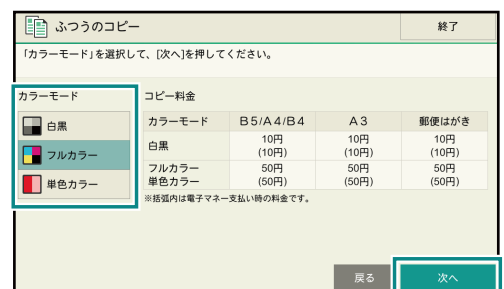 ふつうのコピー 終了
「カラーモード」を選択して、[次へ]を押してください。
カラーモード コピー料金
カラーモード B5/A4/B4 A3 郵便はがき
白黒
白黒 10円 10円 10円
(10円) (10円) (10円)
フルカラー
フルカラー 50円 50円 50円
単色カラー (50円) (50円) (50円)
単色カラー
※括弧内は電子マネー支払い時の料金です。
戻る 次へ